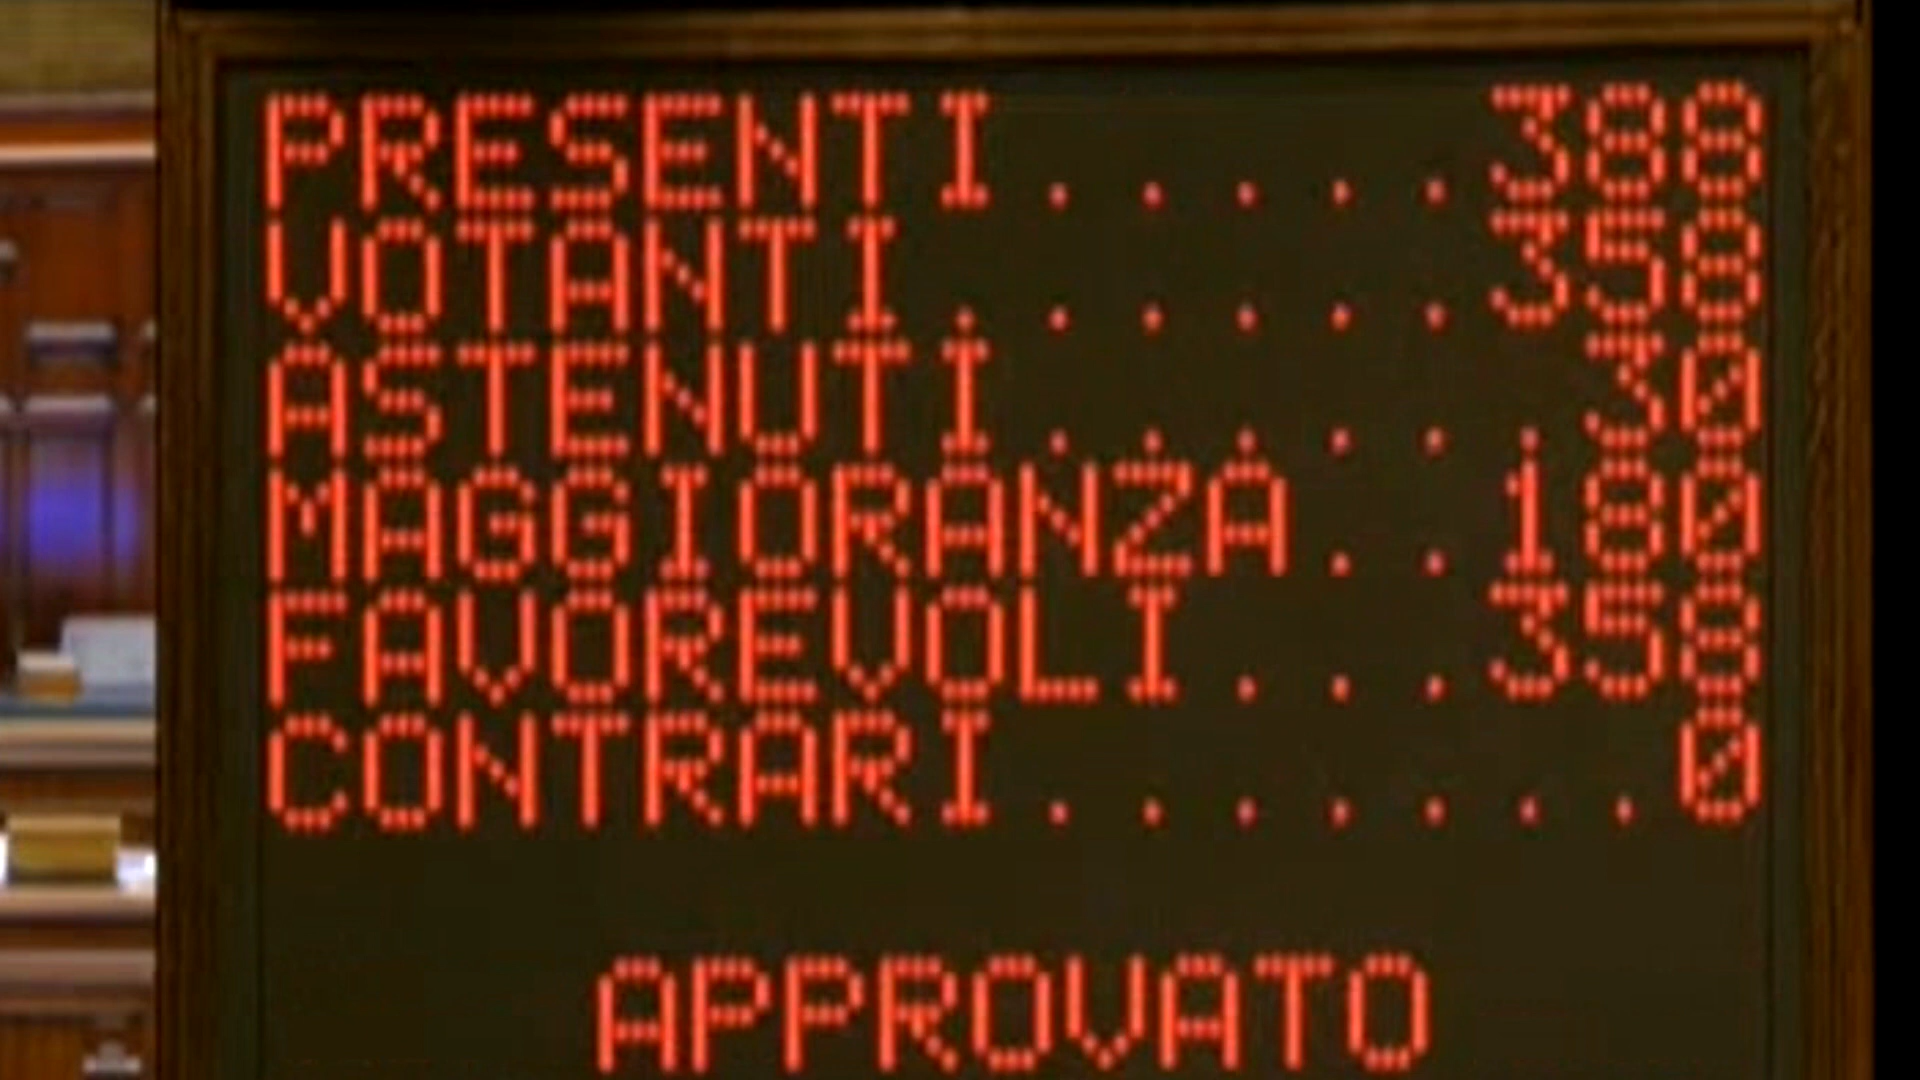 PRESENTI.....388
VOTANTI......358
ASTENUTI......30
MAGGIORANZA..180
FAVOREVOLI...358
CONTRARI.......0
APPROVATO